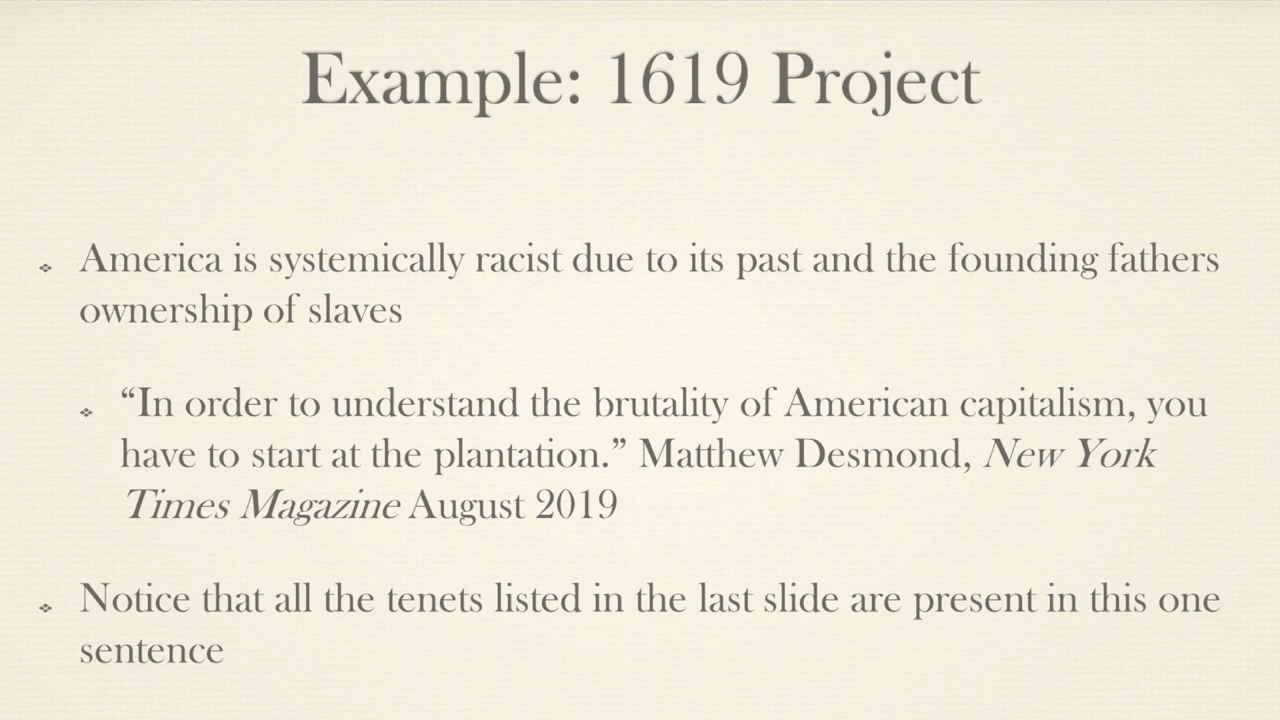 Example: 1619 Project
America is systemically racist due to its past and the founding fathers
ownership of slaves
“In order to understand the brutality of American capitalism, you
have to start at the plantation.” Matthew Desmond, New York
Times Magazine August 2019
Notice that all the tenets listed in the last slide are present in this one
sentence